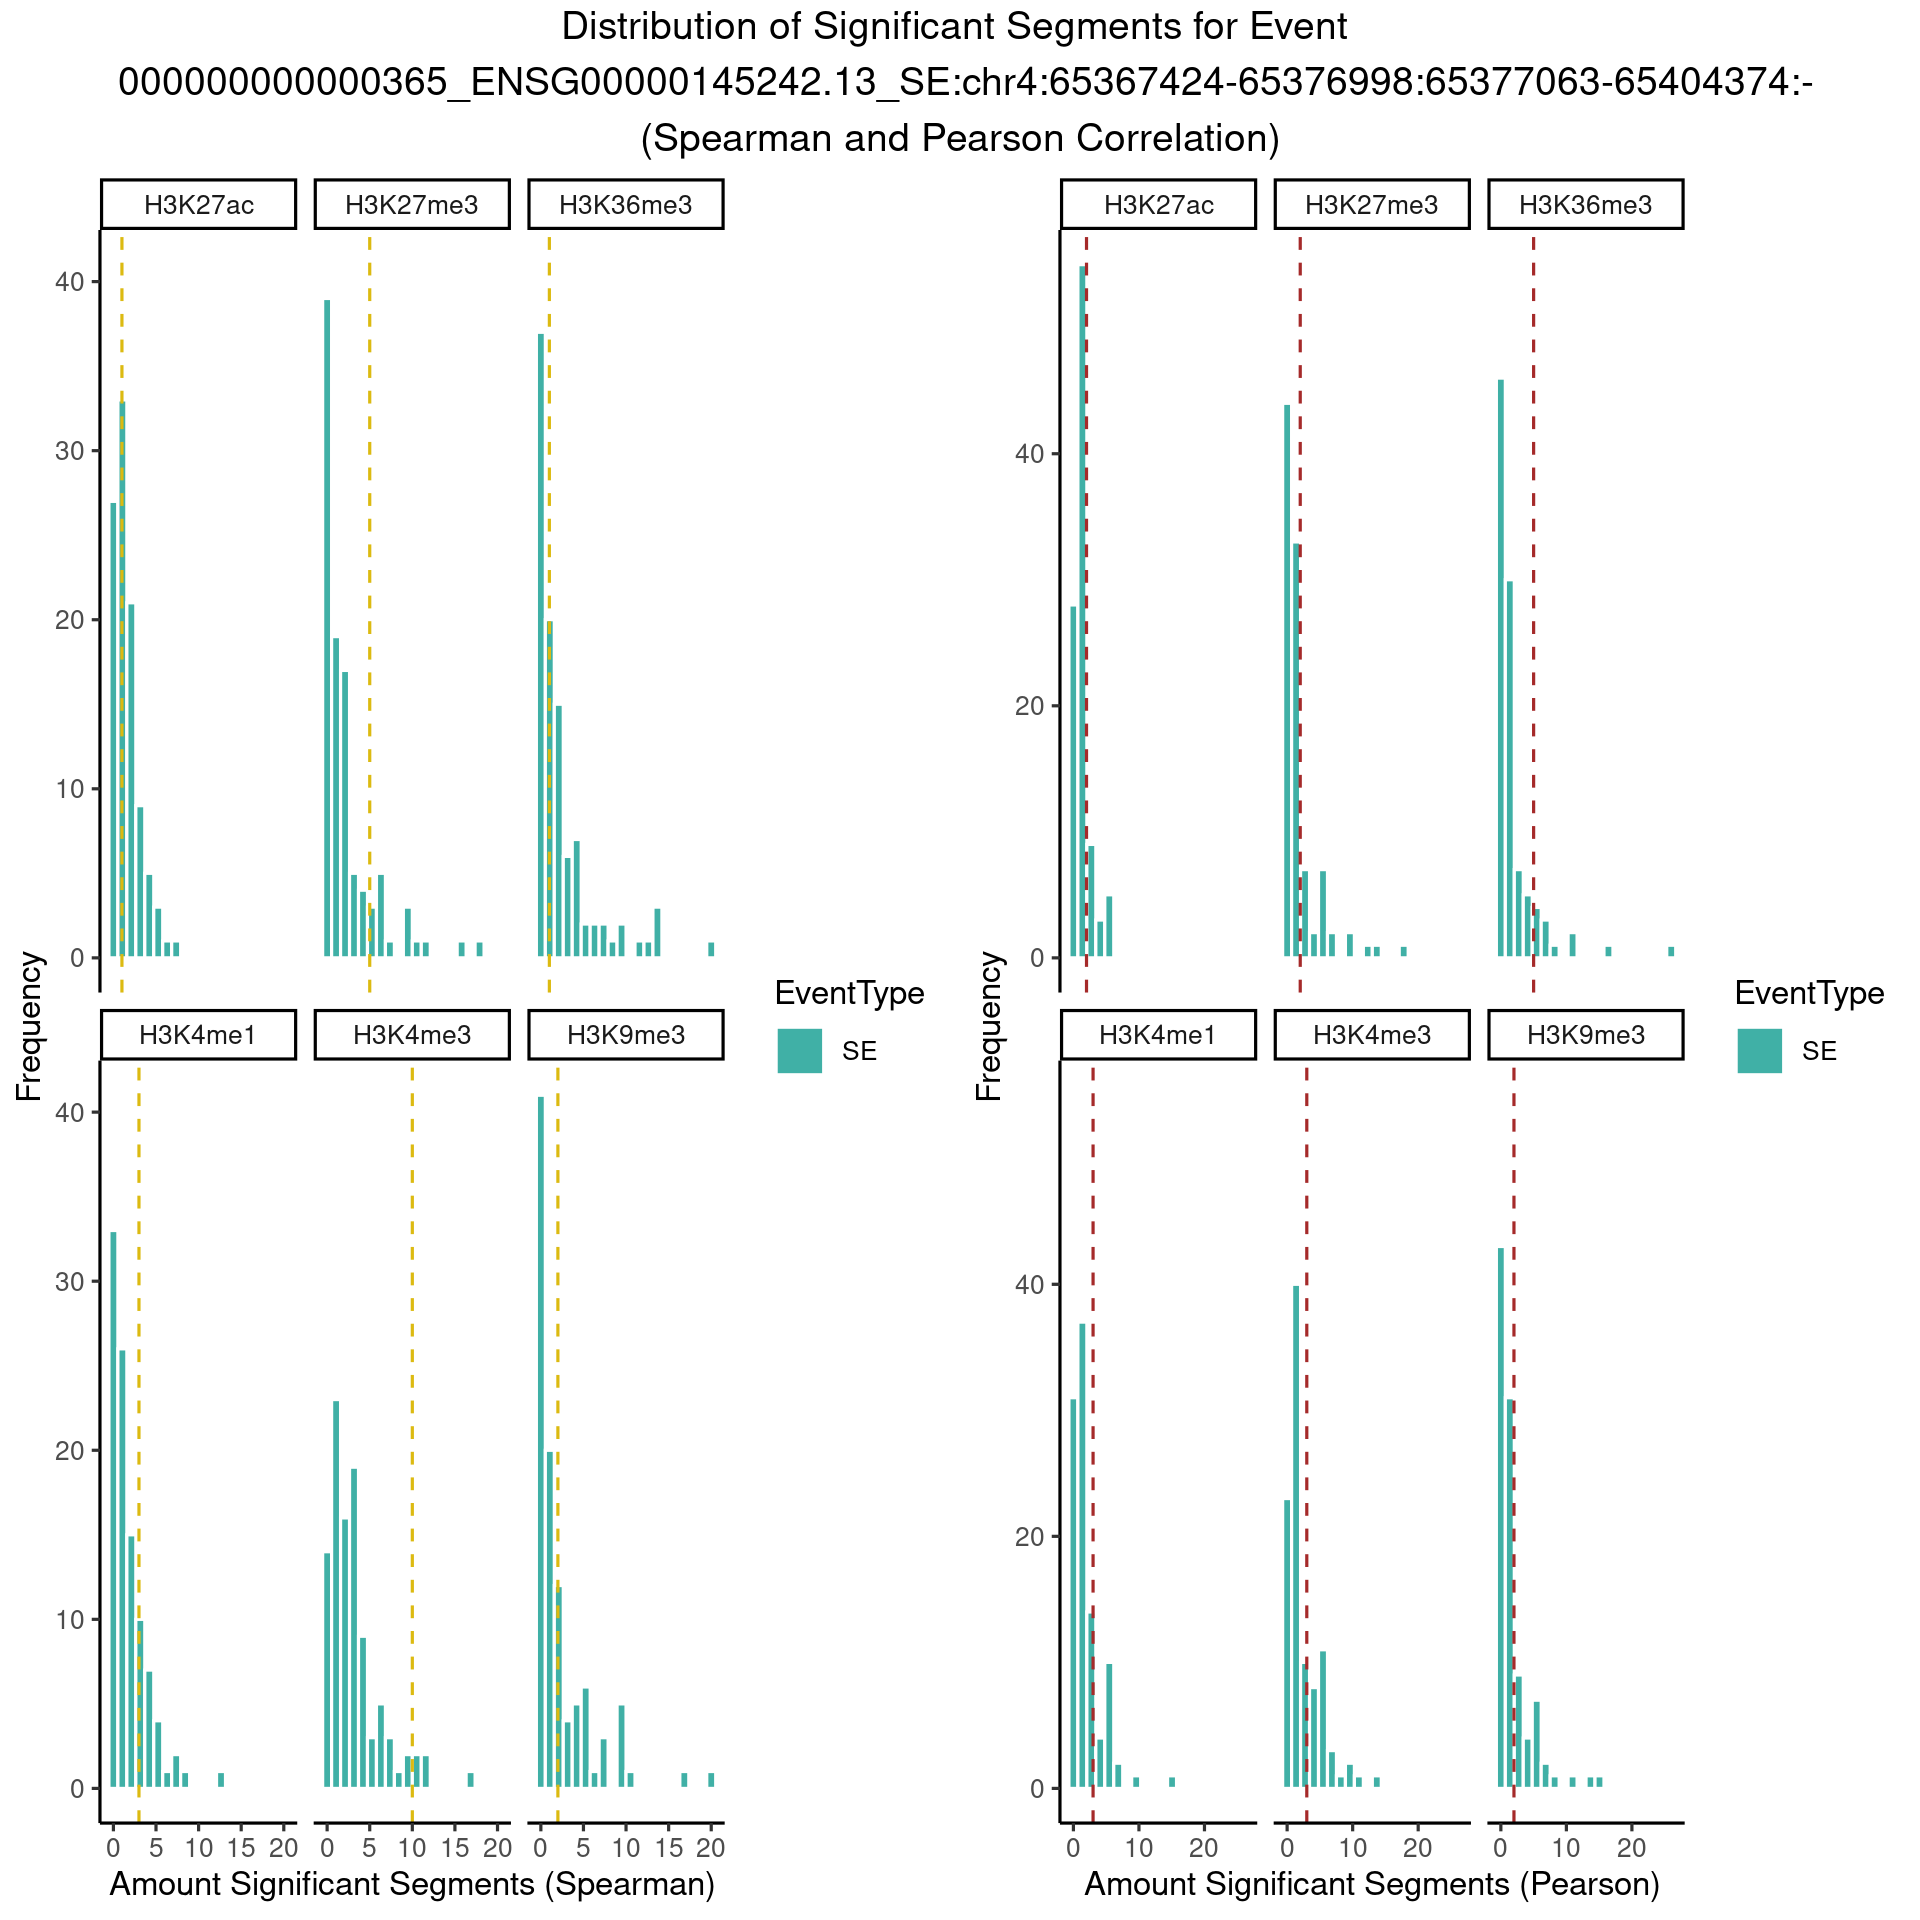 Distribution of Significant Segments for Event
000000000000365_ENSG00000145242.13_SE:chr4:65367424-65376998:65377063-65404374:-
(Spearman and Pearson Correlation)
H3K27ac H3K27me3 H3K36me3
40
30
20
10
0
H3K4me1 H3K4me3 H3K9me3
40
30
20
10
0
0 5 10 15 20 0 5 10 15 20 0 5 10 15 20
Frequency
Amount Significant Segments (Spearman)
EventType
SE
H3K27ac H3K27me3 H3K36me3
40
20
0
H3K4me1 H3K4me3 H3K9me3
40
20
0
0 10 20 0 10 20 0 10 20
Frequency
Amount Significant Segments (Pearson)
EventType
SE